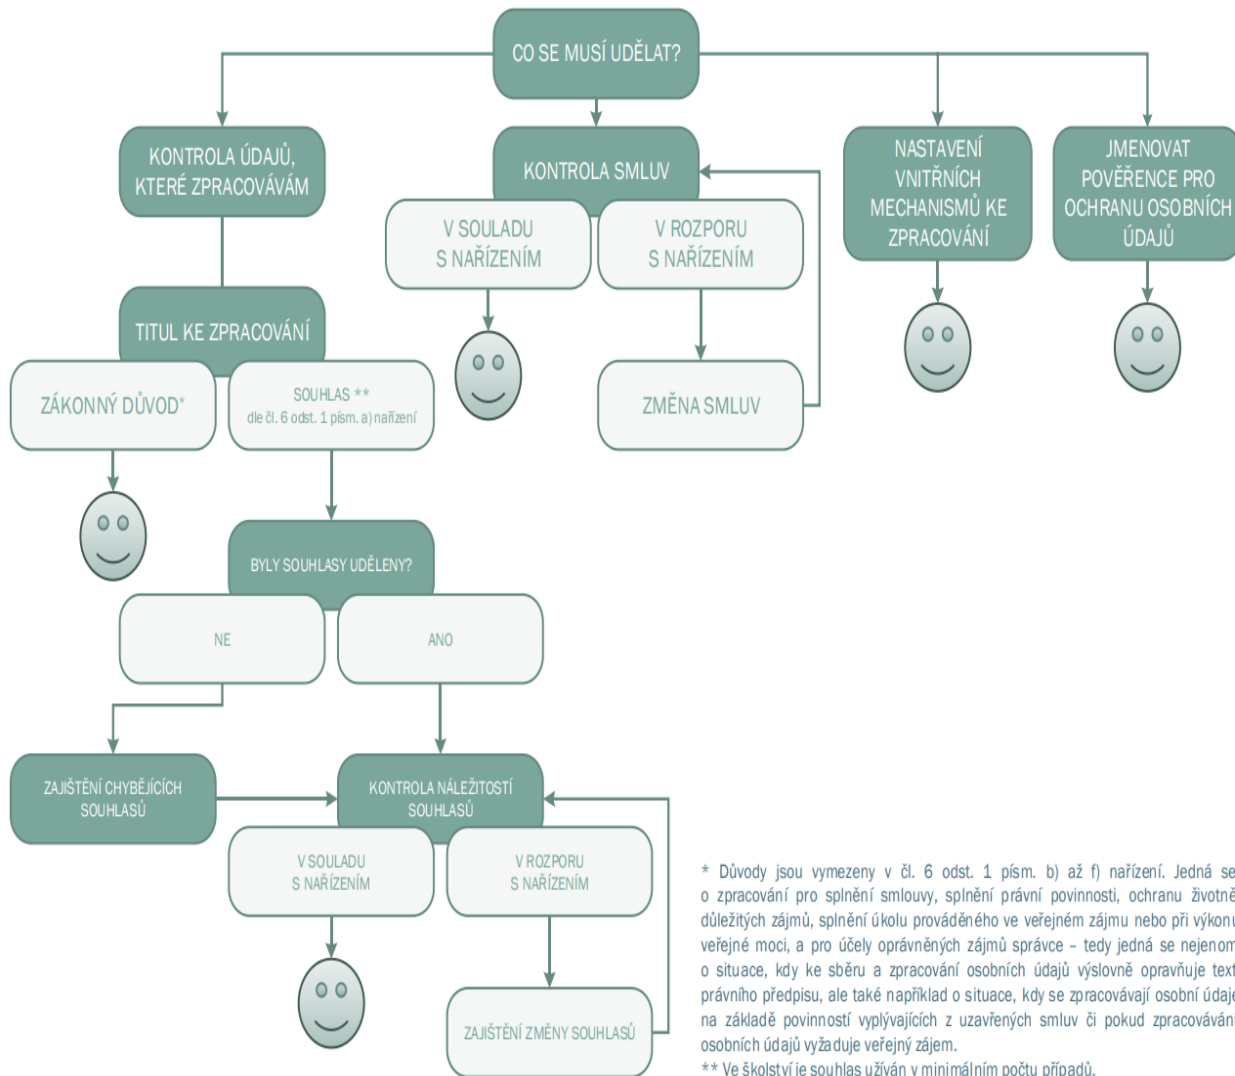 CO SE MUSÍ UDĚLAT?
KONTROLA ÚDAJŮ,
KTERÉ ZPRACOVÁVÁM
KONTROLA SMLUV
NASTAVENÍ
VNITŘNÍCH
MECHANISMŮ KE
ZPRACOVÁNÍ
JMENOVAT
POVĚŘENCE PRO
OCHRANU OSOBNÍCH
ÚDAJŮ
V SOULADU
S NAŘÍZENÍM
V ROZPORU
S NAŘÍZENÍM
TITUL KE ZPRACOVÁNÍ
ZÁKONNÝ DŮVOD*
SOUHLAS **
dle čl. 6 odst. 1 písm. a) nařízení
ZMĚNA SMLUV
BYLY SOUHLASY UDĚLENY?
NE
ANO
ZAJIŠTĚNÍ CHYBĚJÍCÍCH
SOUHLASŮ
KONTROLA NÁLEŽITOSTÍ
SOUHLASŮ
V SOULADU
S NAŘÍZENÍM
V ROZPORU
S NAŘÍZENÍM
ZAJIŠTĚNÍ ZMĚNY SOUHLASŮ
* Důvody jsou vymezeny v čl. 6 odst. 1 písm. b) až f) nařízení. Jedná se
o zpracování pro splnění smlouvy, splnění právní povinnosti, ochranu životně
důležitých zájmů, splnění úkolu prováděného ve veřejném zájmu nebo při výkonu
veřejné moci, a pro účely oprávněných zájmů správce – tedy jedná se nejenom
o situace, kdy ke sběru a zpracování osobních údajů výslovně opravňuje text
právního předpisu, ale také například o situace, kdy se zpracovávají osobní údaje
na základě povinností vyplývajících z uzavřených smluv či pokud zpracovávání
osobních údajů vyžaduje veřejný zájem.
** Ve školství je souhlas užíván v minimálním počtu případů.